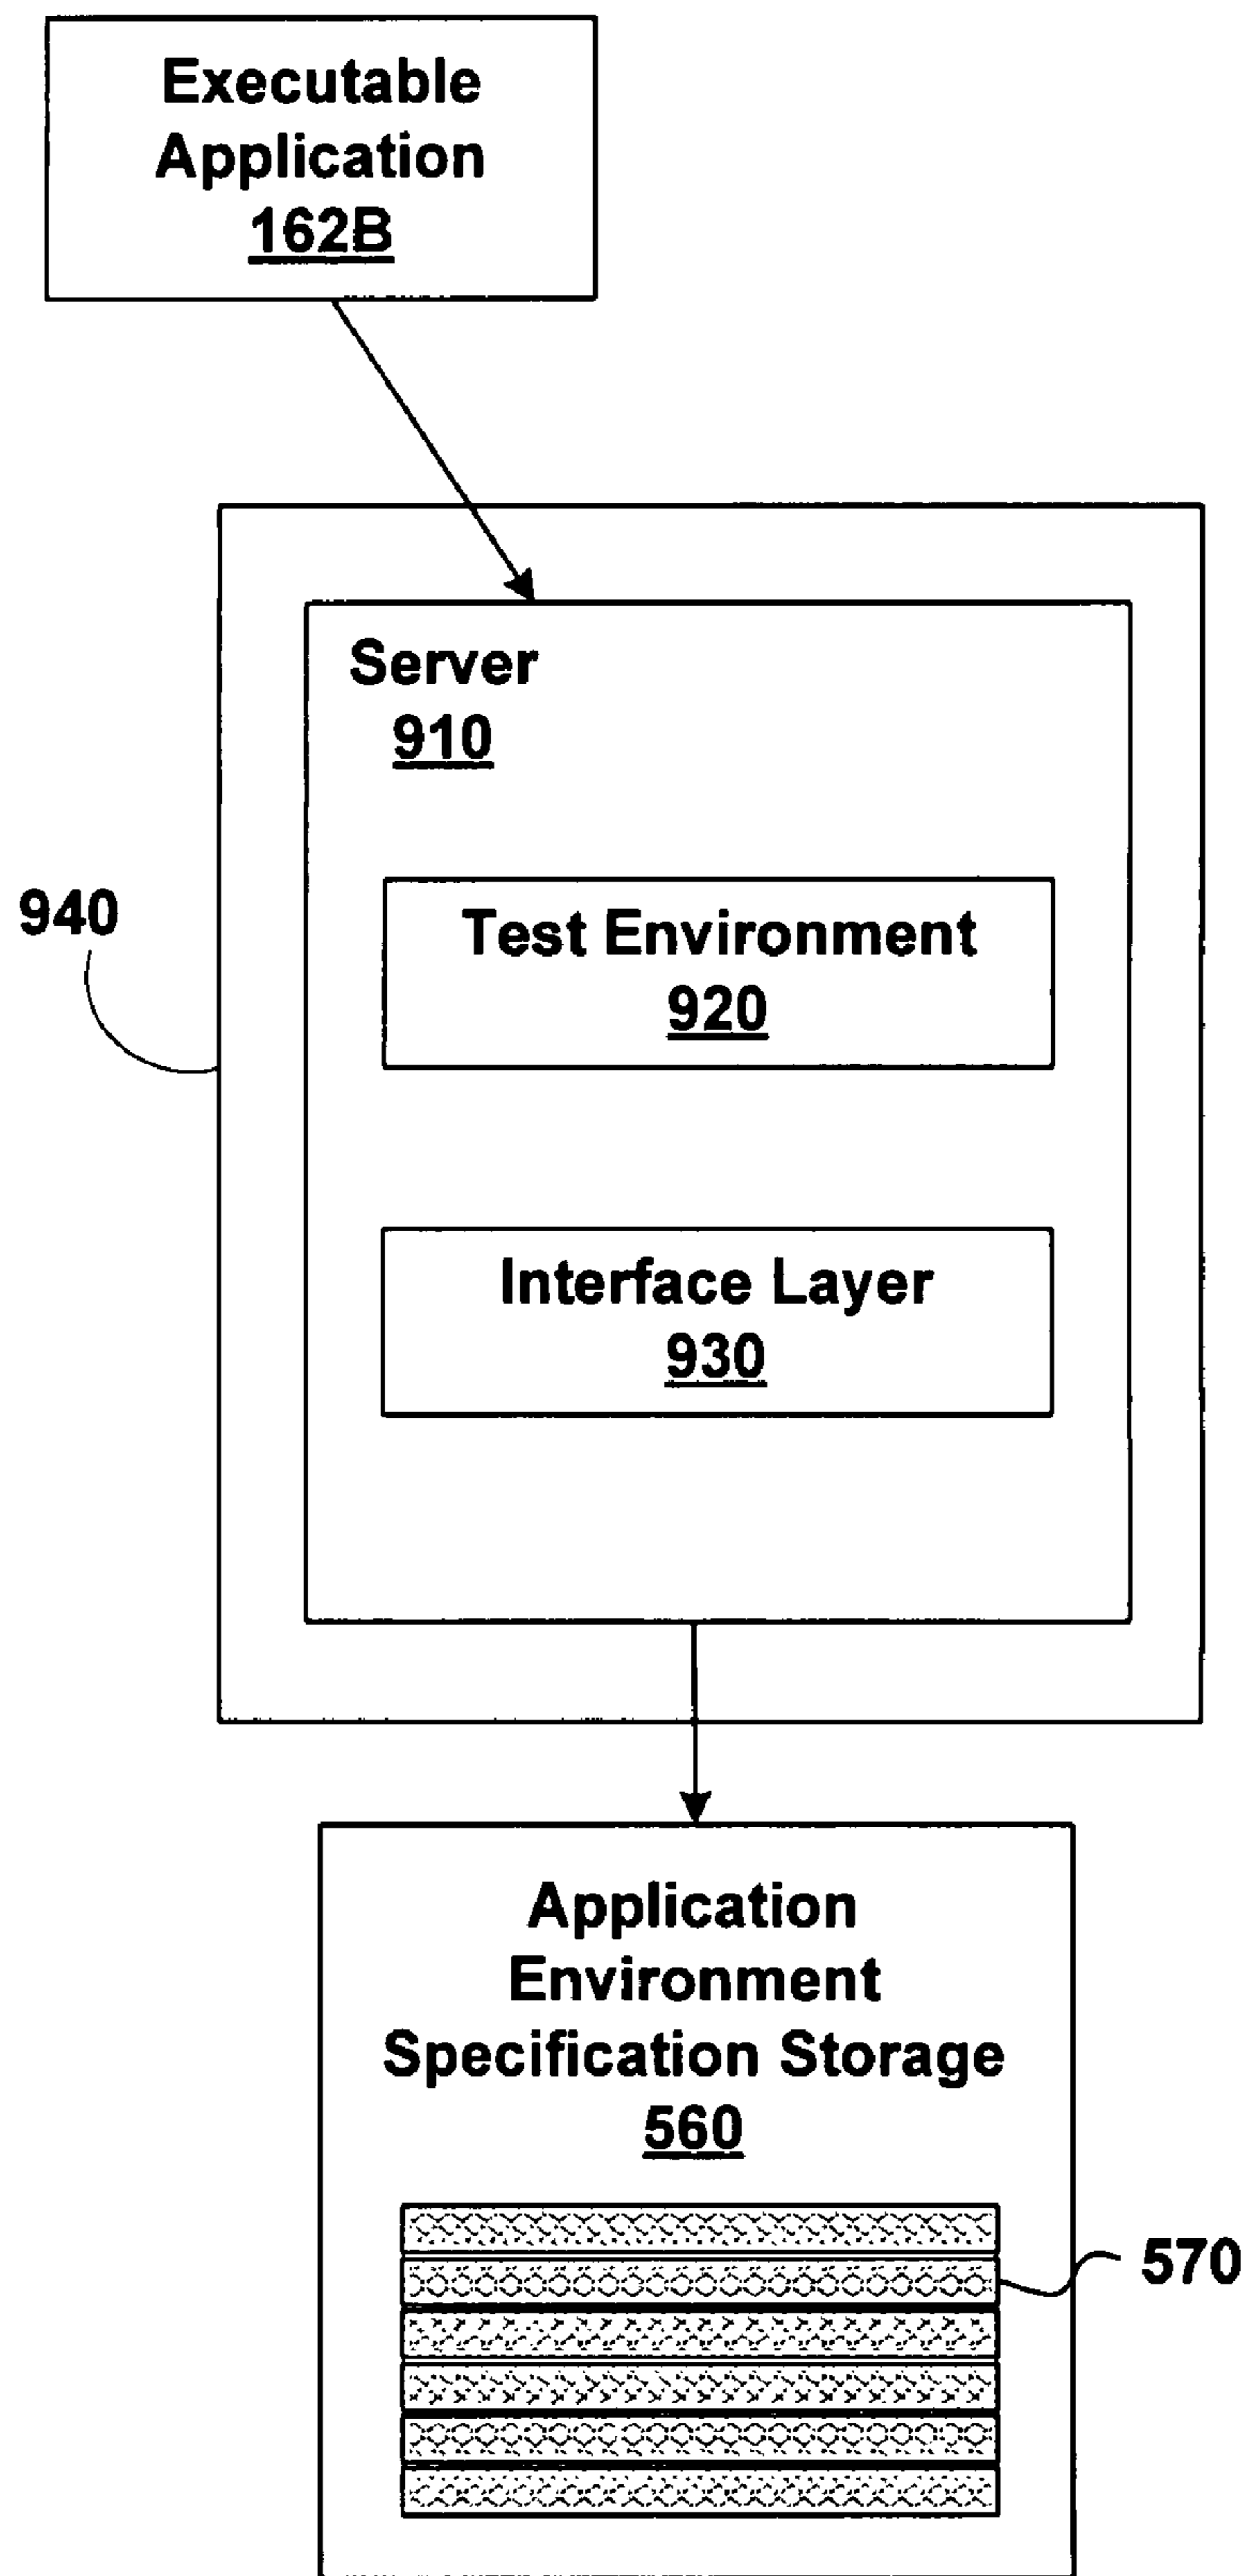 Executable
Application
162B
Server
910
940
Test Environment
920
Interface Layer
930
Application
Environment
Specification Storage
560
570